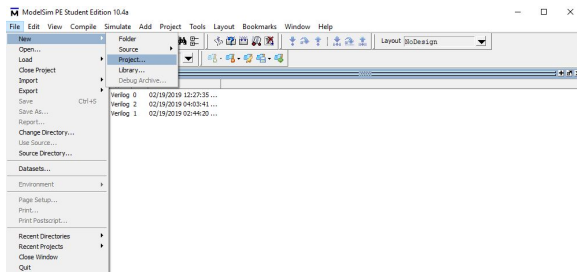 ModelSim PE Student Edition 10.4a
File Edit View Compile Simulate Add Project Tools Layout Bookmarks Window Help
New
Open...
Load
Close Project
Import
Export
Save Ctrl+S
Save As...
Report...
Change Directory...
Use Source...
Source Directory...
Datasets...
Environment
Page Setup...
Print...
Print Postscript...
Recent Directories
Recent Projects
Close Window
Quit
Folder
Source
Project...
Library...
Debug Archive...
Layout NoDesign
Verilog 0 02/19/2019 12:27:35 ...
Verilog 2 02/19/2019 04:03:41 ...
Verilog 1 02/19/2019 02:44:20 ...